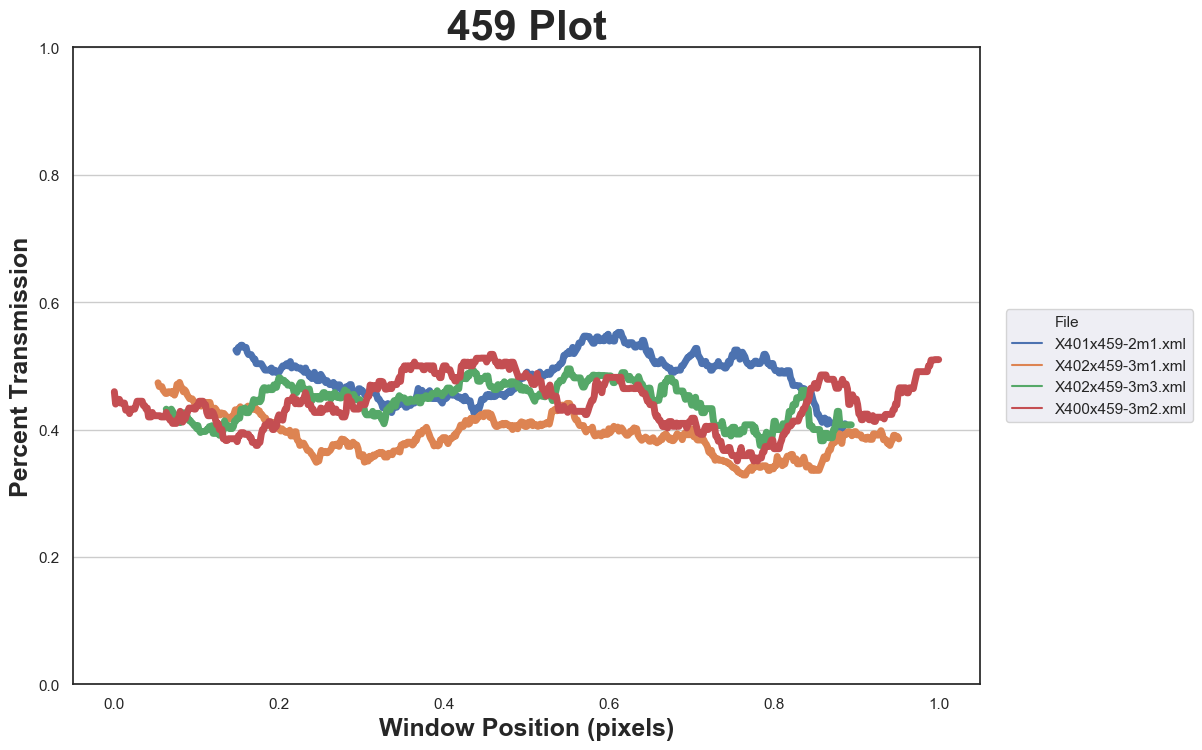 459 Plot
Percent Transmission
1.0
0.8
0.6
0.4
0.2
0.0
0.0 0.2 0.4 0.6 0.8 1.0
Window Position (pixels)
File
X401x459-2m1.xml
X402x459-3m1.xml
X402x459-3m3.xml
X400x459-3m2.xml